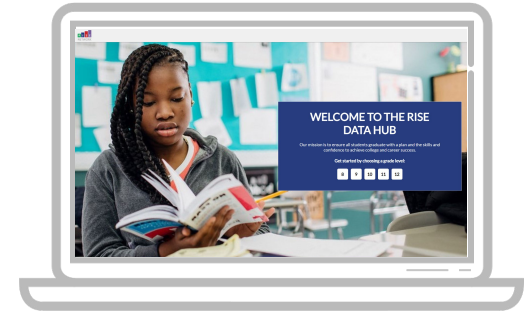 WELCOME TO THE RISE
DATA HUB
Our mission is to ensure all students graduate with a plan and the skills and
confidence to achieve college and career success.
Get started by choosing a grade level:
8 9 10 11 12